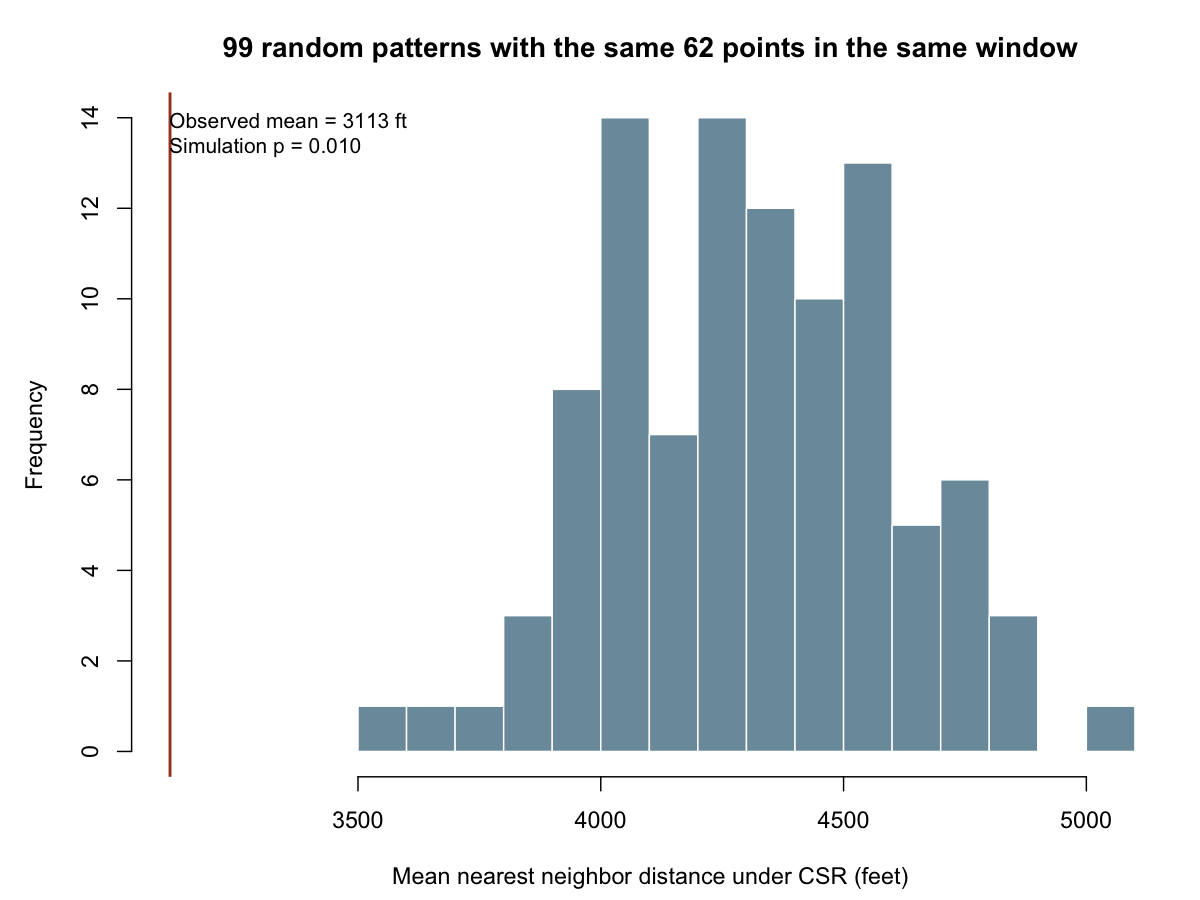 99 random patterns with the same 62 points in the same window
Observed mean = 3113 ft
Simulation p = 0.010
14
12
10
8
6
4
2
0
Frequency
3500 4000 4500 5000
Mean nearest neighbor distance under CSR (feet)